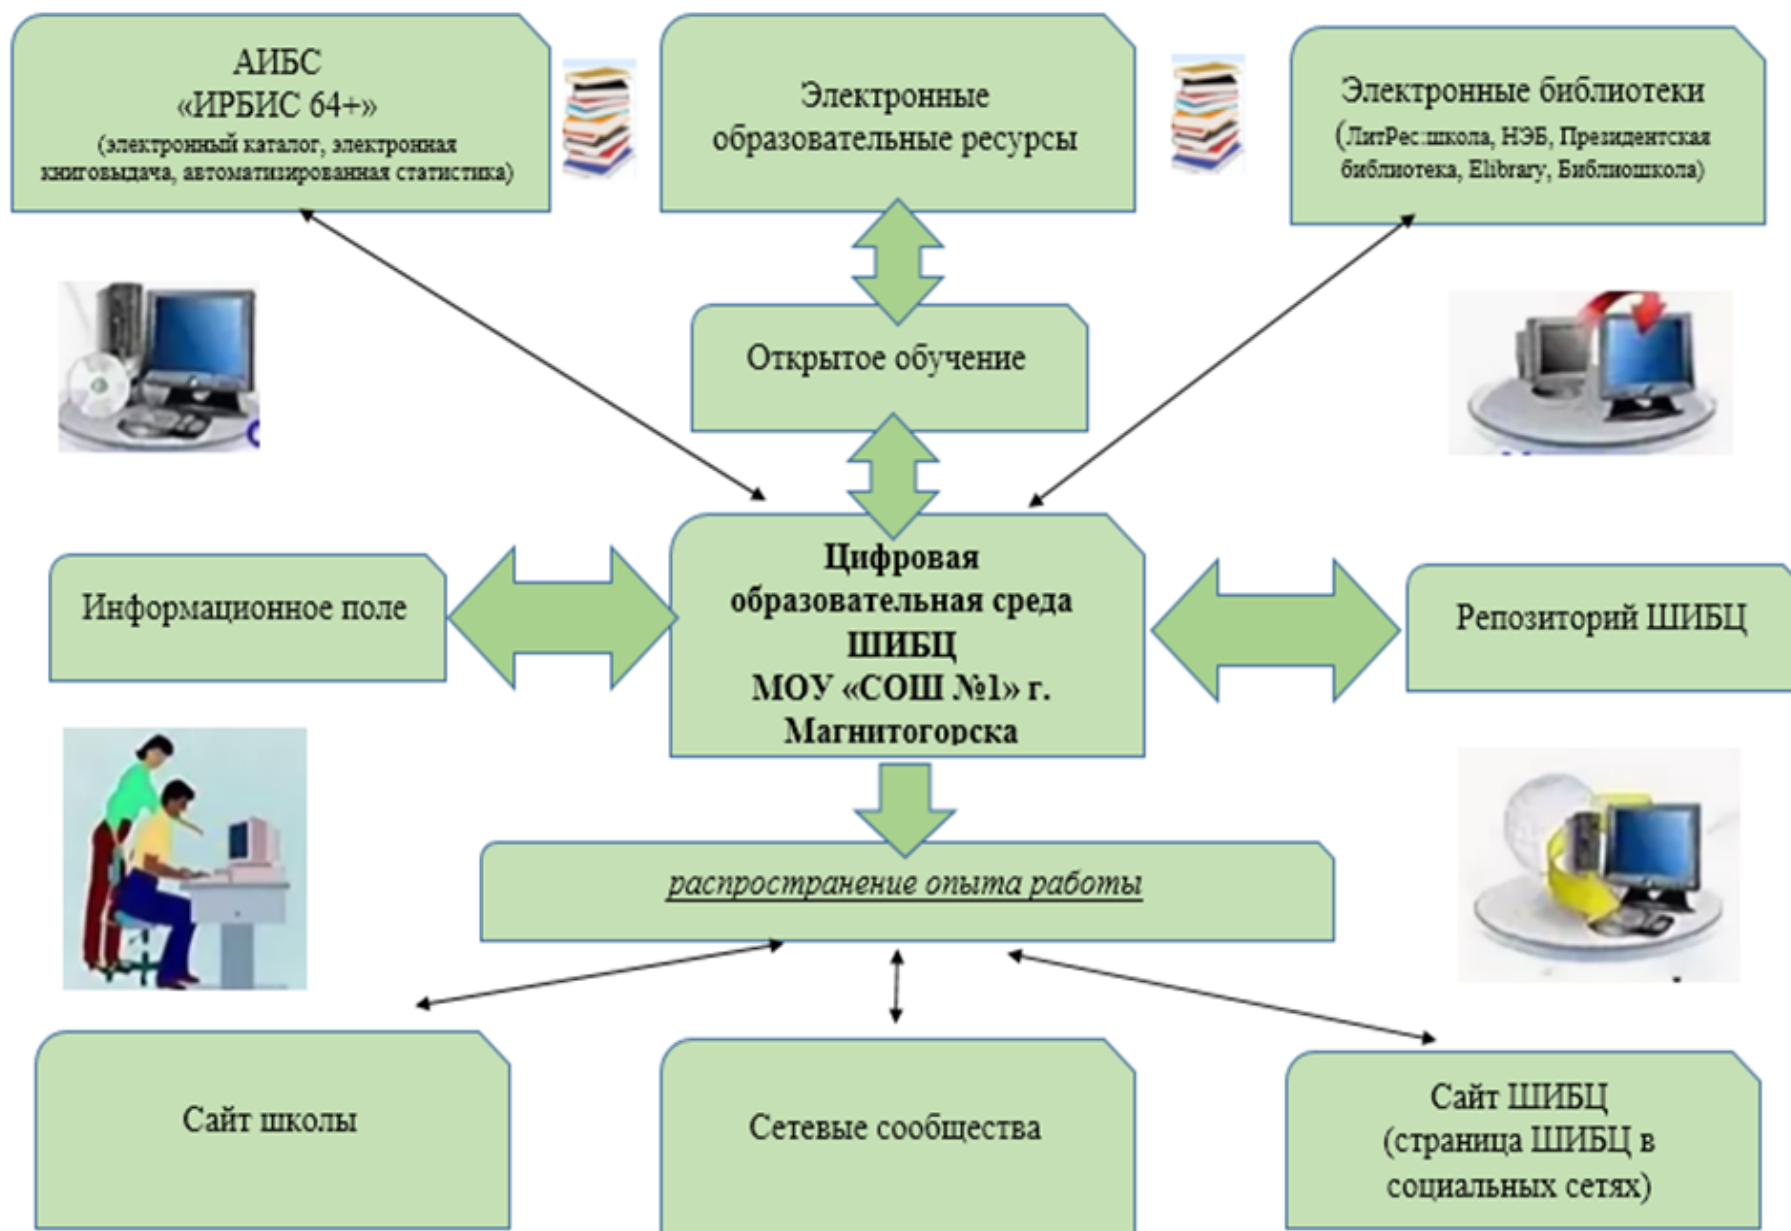 АИБС
«ИРБИС 64+»
(электронный каталог, электронная
книговыдача, автоматизированная статистика)
Электронные
образовательные ресурсы
Электронные библиотеки
(ЛитРес:школа, НЭБ, Президентская
библиотека, Elibrary, Библиошкола)
Открытое обучение
Информационное поле
Цифровая
образовательная среда
ШИБЦ
МОУ «СОШ №1» г.
Магнитогорска
Репозиторий ШИБЦ
распространение опыта работы
Сайт школы
Сетевые сообщества
Сайт ШИБЦ
(страница ШИБЦ в
социальных сетях)